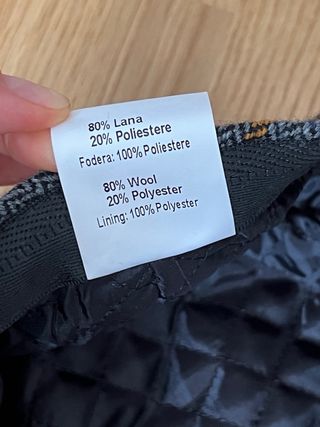 80% Lana
20% Poliestere
Fodera: 100% Poliestere
80% Wool
20% Polyester
Lining: 100% Polyester